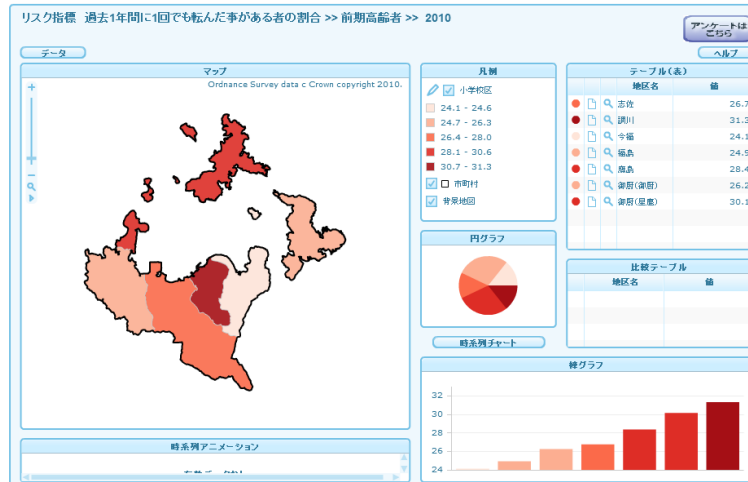 リスク指標 過去1年間に1回でも転んだ事がある者の割合 >> 前期高齢者 >> 2010
アンケートは
こちら
データ
ヘルプ
マップ
Ordnance Survey data c Crown copyright 2010.
凡例
小学校区
24.1 - 24.6
24.7 - 26.3
26.4 - 28.0
28.1 - 30.6
30.7 - 31.3
市町村
背景地図
テーブル(表)
地区名 値
志佐 26.7
調川 31.3
今福 24.1
福島 24.9
鷹島 28.4
御厨(御厨) 26.2
御厨(星鹿) 30.1
円グラフ
比較テーブル
地区名 値
時系列チャート
棒グラフ
32
30
28
26
24
時系列アニメーション